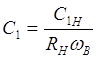 C₁ = C₁H / (R_H ω_B)